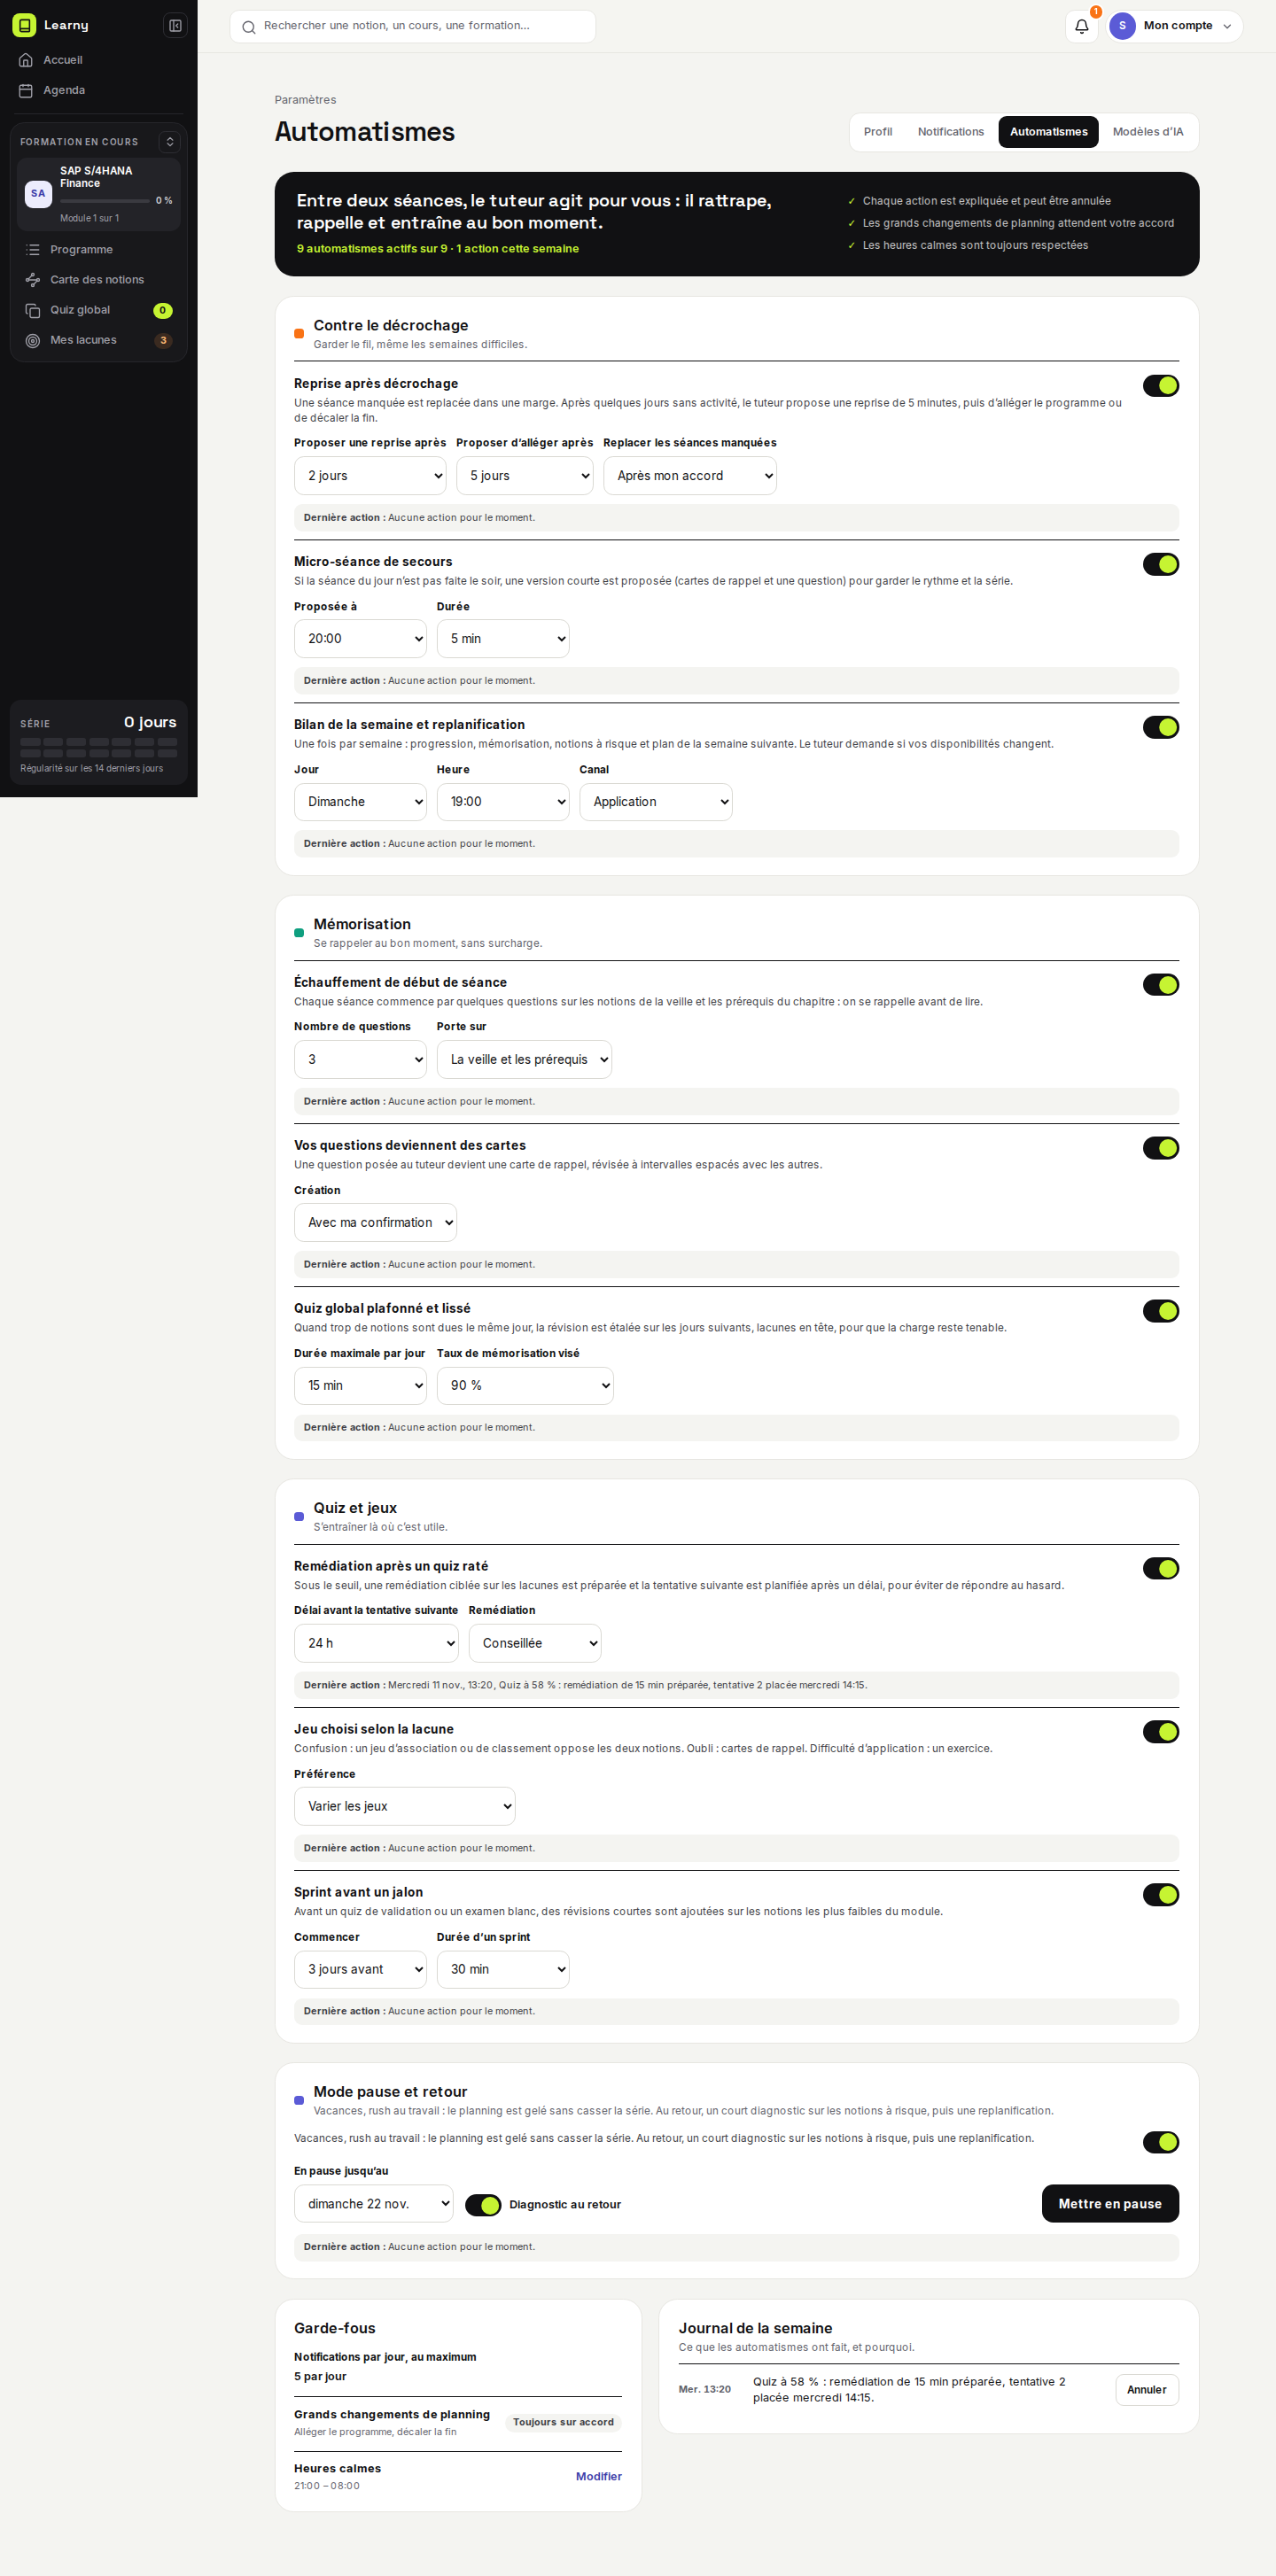 Learny
Accueil
Agenda
FORMATION EN COURS
SA
SAP S/4HANA
Finance
0 %
Module 1 sur 1
Programme
Carte des notions
Quiz global 0
Mes lacunes 3
SÉRIE 0 jours
Régularité sur les 14 derniers jours
Rechercher une notion, un cours, une formation...
1
S Mon compte
Paramètres
Automatismes
Profil Notifications Automatismes Modèles d’IA
Entre deux séances, le tuteur agit pour vous : il rattrape,
rappelle et entraîne au bon moment.
9 automatismes actifs sur 9 · 1 action cette semaine
✓ Chaque action est expliquée et peut être annulée
✓ Les grands changements de planning attendent votre accord
✓ Les heures calmes sont toujours respectées
Contre le décrochage
Garder le fil, même les semaines difficiles.
Reprise après décrochage
Une séance manquée est replacée dans une marge. Après quelques jours sans activité, le tuteur propose une reprise de 5 minutes, puis d’alléger le programme ou
de décaler la fin.
Proposer une reprise après Proposer d’alléger après Replacer les séances manquées
2 jours 5 jours Après mon accord
Dernière action : Aucune action pour le moment.
Micro-séance de secours
Si la séance du jour n’est pas faite le soir, une version courte est proposée (cartes de rappel et une question) pour garder le rythme et la série.
Proposée à Durée
20:00 5 min
Dernière action : Aucune action pour le moment.
Bilan de la semaine et replanification
Une fois par semaine : progression, mémorisation, notions à risque et plan de la semaine suivante. Le tuteur demande si vos disponibilités changent.
Jour Heure Canal
Dimanche 19:00 Application
Dernière action : Aucune action pour le moment.
Mémorisation
Se rappeler au bon moment, sans surcharge.
Échauffement de début de séance
Chaque séance commence par quelques questions sur les notions de la veille et les prérequis du chapitre : on se rappelle avant de lire.
Nombre de questions Porte sur
3 La veille et les prérequis
Dernière action : Aucune action pour le moment.
Vos questions deviennent des cartes
Une question posée au tuteur devient une carte de rappel, révisée à intervalles espacés avec les autres.
Création
Avec ma confirmation
Dernière action : Aucune action pour le moment.
Quiz global plafonné et lissé
Quand trop de notions sont dues le même jour, la révision est étalée sur les jours suivants, lacunes en tête, pour que la charge reste tenable.
Durée maximale par jour Taux de mémorisation visé
15 min 90 %
Dernière action : Aucune action pour le moment.
Quiz et jeux
S’entraîner là où c’est utile.
Remédiation après un quiz raté
Sous le seuil, une remédiation ciblée sur les lacunes est préparée et la tentative suivante est planifiée après un délai, pour éviter de répondre au hasard.
Délai avant la tentative suivante Remédiation
24 h Conseillée
Dernière action : Mercredi 11 nov., 13:20, Quiz à 58 % : remédiation de 15 min préparée, tentative 2 placée mercredi 14:15.
Jeu choisi selon la lacune
Confusion : un jeu d’association ou de classement oppose les deux notions. Oubli : cartes de rappel. Difficulté d’application : un exercice.
Préférence
Varier les jeux
Dernière action : Aucune action pour le moment.
Sprint avant un jalon
Avant un quiz de validation ou un examen blanc, des révisions courtes sont ajoutées sur les notions les plus faibles du module.
Commencer Durée d’un sprint
3 jours avant 30 min
Dernière action : Aucune action pour le moment.
Mode pause et retour
Vacances, rush au travail : le planning est gelé sans casser la série. Au retour, un court diagnostic sur les notions à risque, puis une replanification.
Vacances, rush au travail : le planning est gelé sans casser la série. Au retour, un court diagnostic sur les notions à risque, puis une replanification.
En pause jusqu’au
dimanche 22 nov. Diagnostic au retour Mettre en pause
Dernière action : Aucune action pour le moment.
Garde-fous
Notifications par jour, au maximum
5 par jour
Grands changements de planning
Alléger le programme, décaler la fin
Toujours sur accord
Heures calmes
21:00 – 08:00
Modifier
Journal de la semaine
Ce que les automatismes ont fait, et pourquoi.
Mer. 13:20
Quiz à 58 % : remédiation de 15 min préparée, tentative 2
placée mercredi 14:15.
Annuler